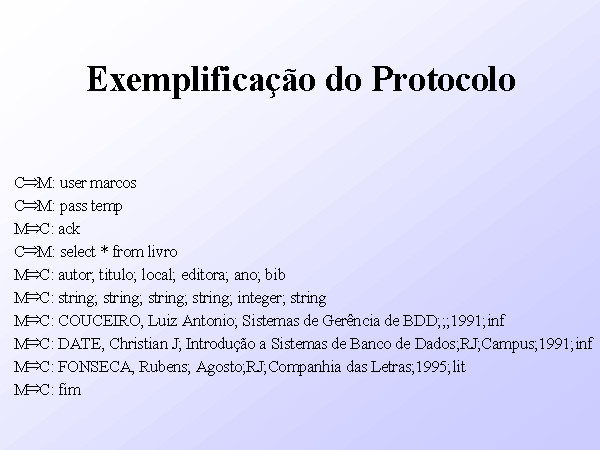 Exemplificação do Protocolo
C⇒M: user marcos
C⇒M: pass temp
M⇒C: ack
C⇒M: select * from livro
M⇒C: autor; titulo; local; editora; ano; bib
M⇒C: string; string; string; string; integer; string
M⇒C: COUCEIRO, Luiz Antonio; Sistemas de Gerência de BDD;;;1991;inf
M⇒C: DATE, Christian J; Introdução a Sistemas de Banco de Dados;RJ;Campus;1991;inf
M⇒C: FONSECA, Rubens; Agosto;RJ;Companhia das Letras;1995;lit
M⇒C: fim